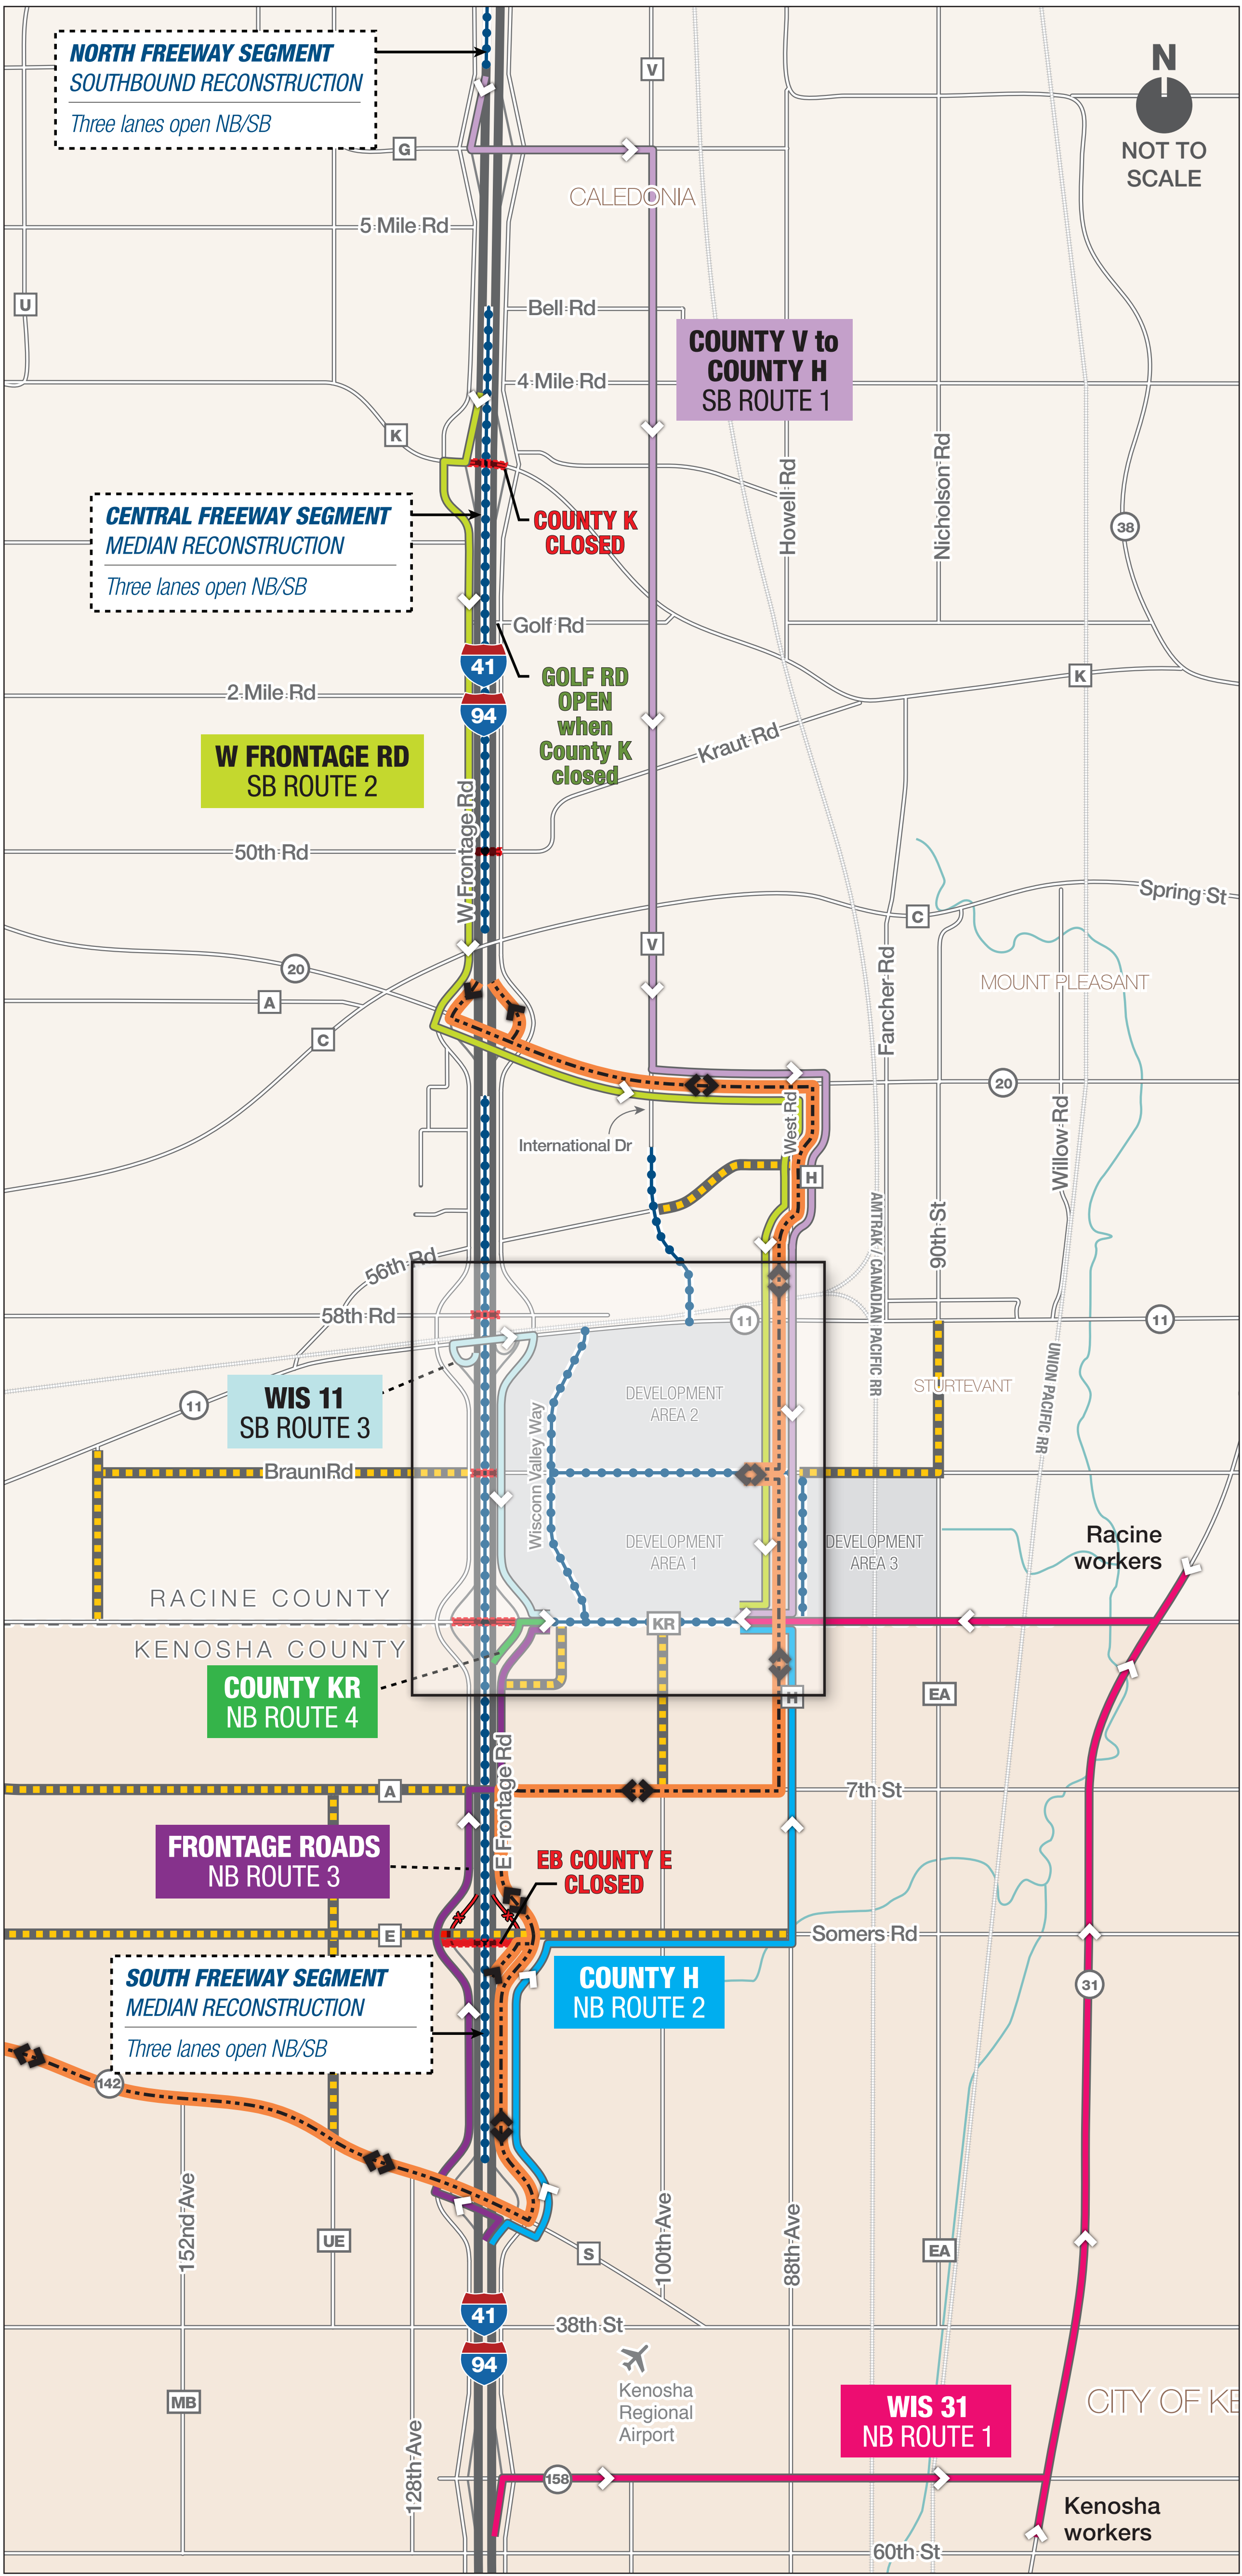 NORTH FREEWAY SEGMENT
SOUTHBOUND RECONSTRUCTION
Three lanes open NB/SB
V
N
NOT TO
SCALE
G
CALEDONIA
5 Mile Rd
U
Bell Rd
COUNTY V to
COUNTY H
SB ROUTE 1
4 Mile Rd
K
Howell Rd
Nicholson Rd
CENTRAL FREEWAY SEGMENT
MEDIAN RECONSTRUCTION
Three lanes open NB/SB
COUNTY K
CLOSED
38
Golf Rd
41
GOLF RD
OPEN
when
County K
closed
K
2 Mile Rd
94
Kraut Rd
W FRONTAGE RD
SB ROUTE 2
W Frontage Rd
50th Rd
Spring St
C
V
20
Fancher Rd
MOUNT PLEASANT
A
C
20
West Rd
Willow Rd
International Dr
H
AMTRAK / CANADIAN PACIFIC RR
90th St
56th Rd
58th Rd
11
11
UNION PACIFIC RR
WIS 11
SB ROUTE 3
11
DEVELOPMENT
AREA 2
STURTEVANT
Wisconn Valley Way
Braun Rd
DEVELOPMENT
AREA 1
DEVELOPMENT
AREA 3
Racine
workers
RACINE COUNTY
KR
KENOSHA COUNTY
COUNTY KR
NB ROUTE 4
H
EA
E Frontage Rd
A
7th St
FRONTAGE ROADS
NB ROUTE 3
EB COUNTY E
CLOSED
E
Somers Rd
SOUTH FREEWAY SEGMENT
MEDIAN RECONSTRUCTION
Three lanes open NB/SB
COUNTY H
NB ROUTE 2
31
142
152nd Ave
UE
S
100th Ave
88th Ave
EA
41
38th St
94
Kenosha
Regional
Airport
MB
WIS 31
NB ROUTE 1
CITY OF KE
128th Ave
158
Kenosha
workers
60th St